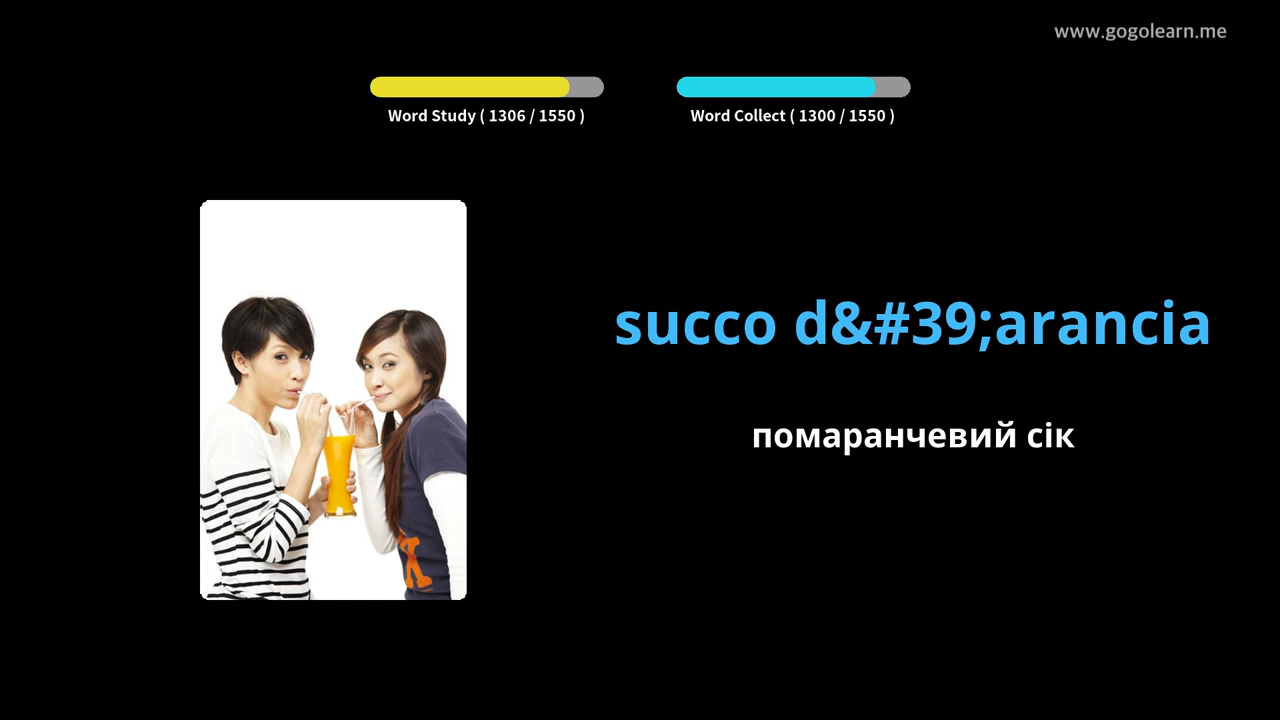 www.gogolearn.me
Word Study ( 1306 / 1550 )
Word Collect ( 1300 / 1550 )
succo d&#39;arancia
помаранчевий сік